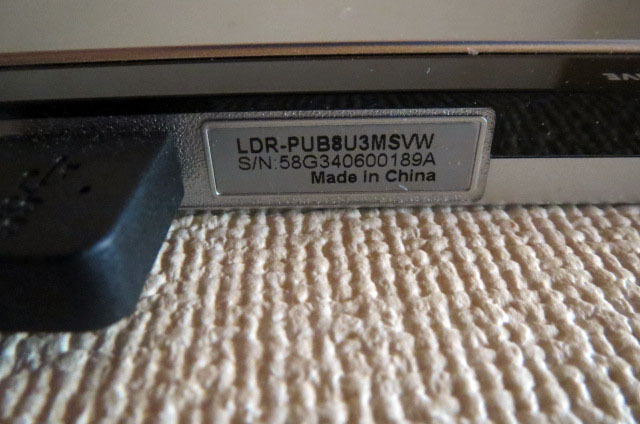 LDR-PUB8U3MSVW
S/N:58G340600189A
Made in China